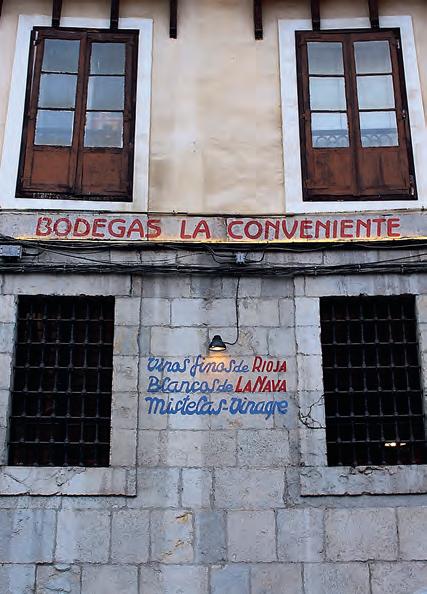 BODEGAS LA CONVENIENTE
Vinos finos de RIOJA
Blancos de LA NAVA
Mistelas-Vinagre